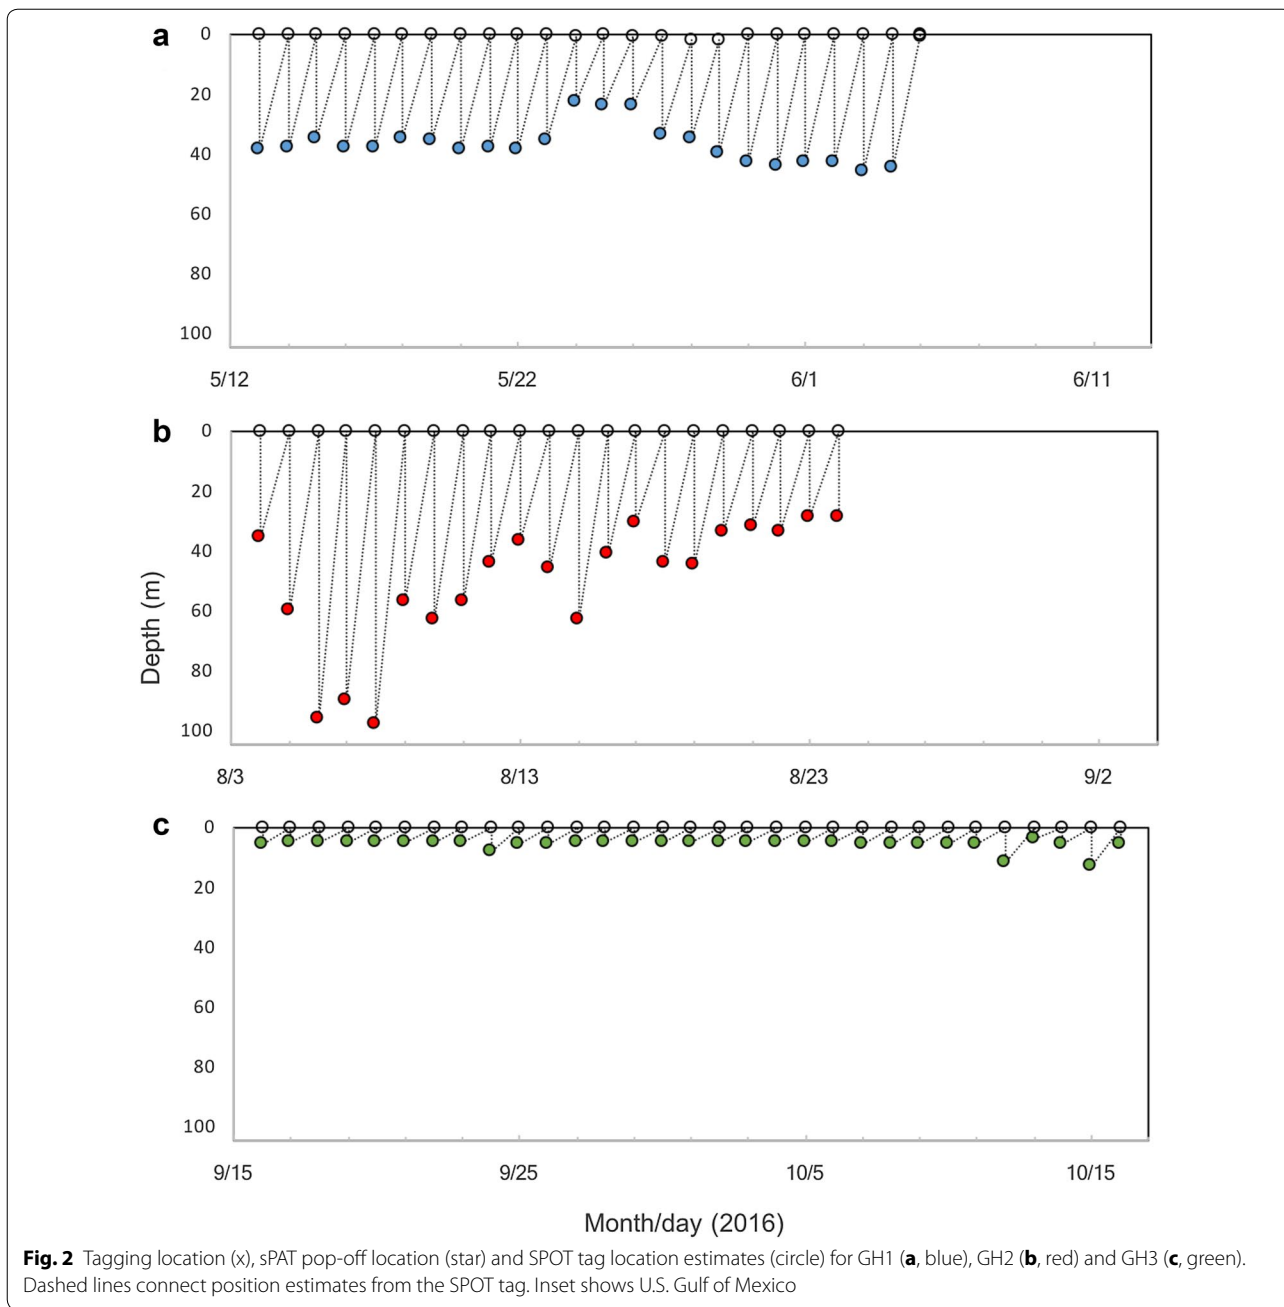 a
0
20
40
60
80
100
5/12 5/22 6/1 6/11
b
0
20
40
60
80
100
Depth (m)
8/3 8/13 8/23 9/2
c
0
20
40
60
80
100
9/15 9/25 10/5 10/15
Month/day (2016)
Fig. 2 Tagging location (x), sPAT pop-off location (star) and SPOT tag location estimates (circle) for GH1 (a, blue), GH2 (b, red) and GH3 (c, green).
Dashed lines connect position estimates from the SPOT tag. Inset shows U.S. Gulf of Mexico